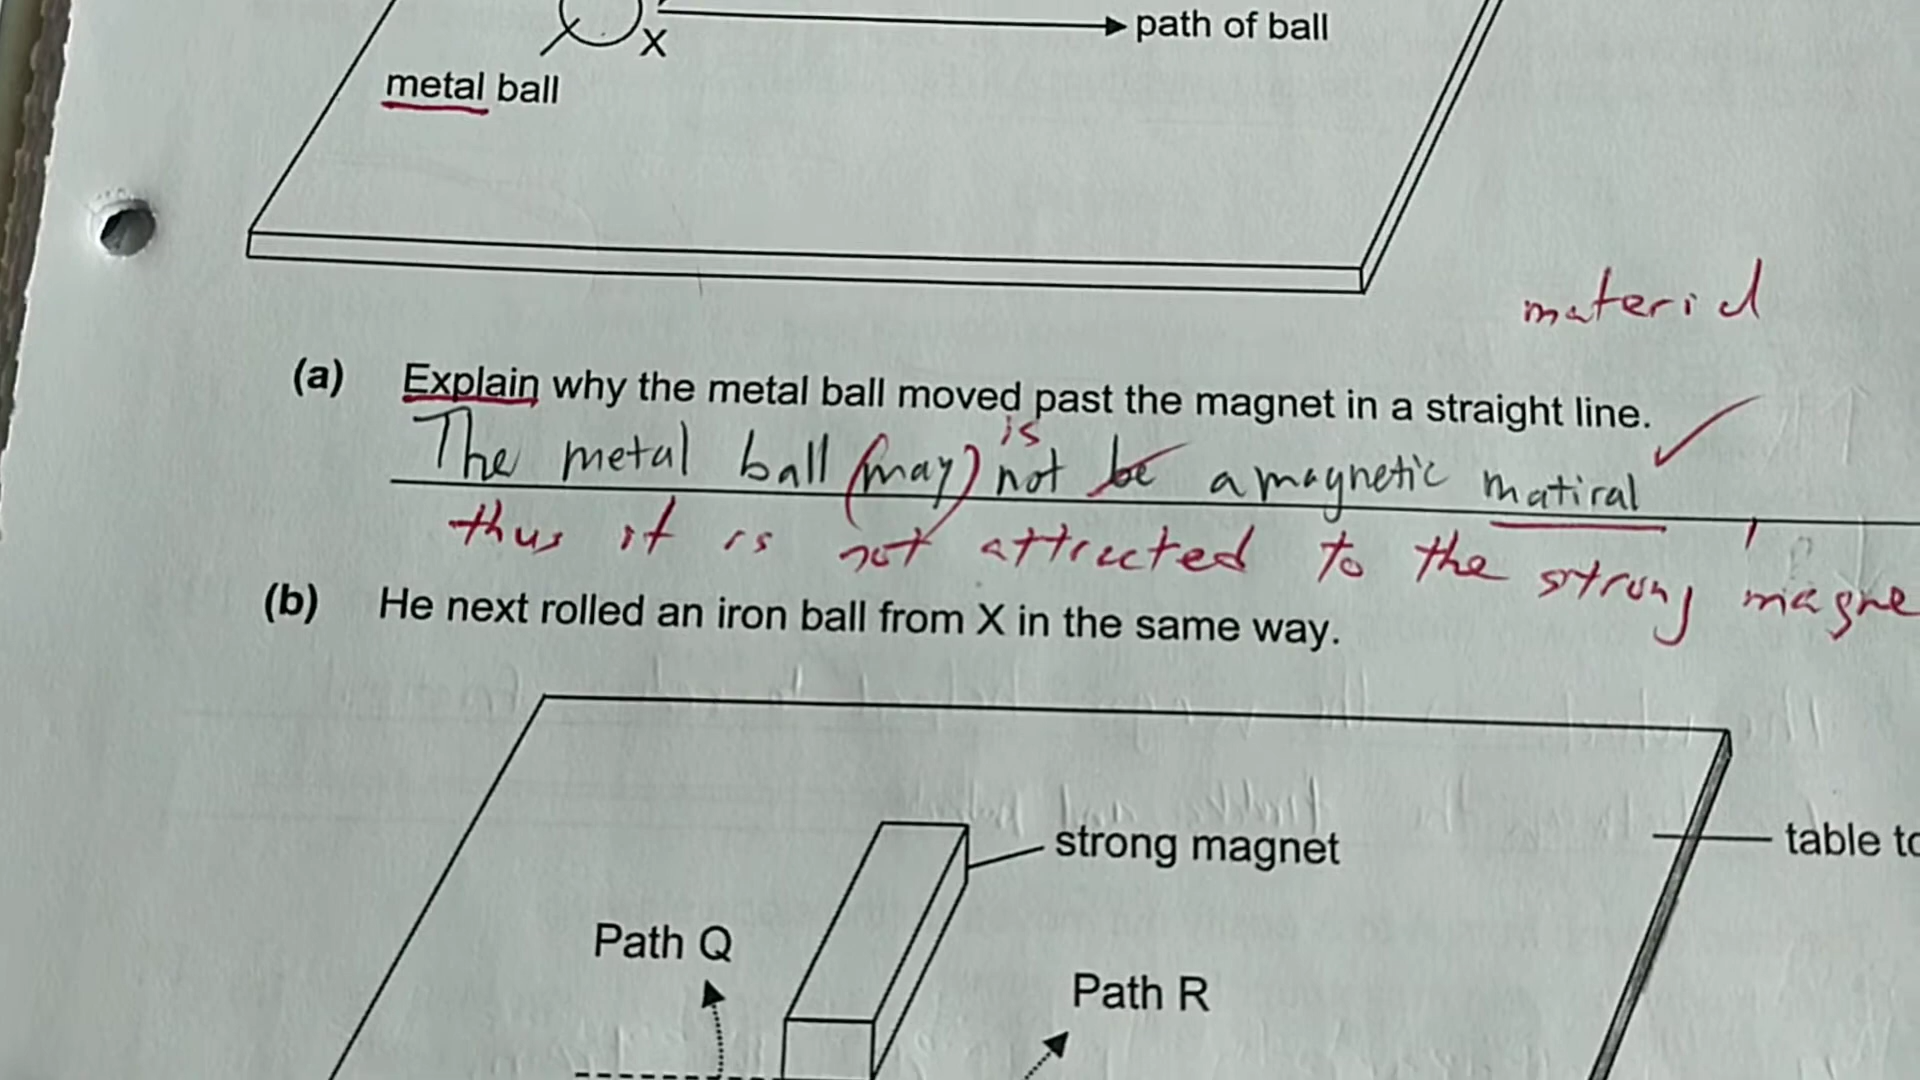 path of ball
X
metal ball
material
(a) Explain why the metal ball moved past the magnet in a straight line.
is
The metal ball (may) not be a magnetic matiral
thus it is not attracted to the strong magne
(b) He next rolled an iron ball from X in the same way.
strong magnet
table to
Path Q
Path R